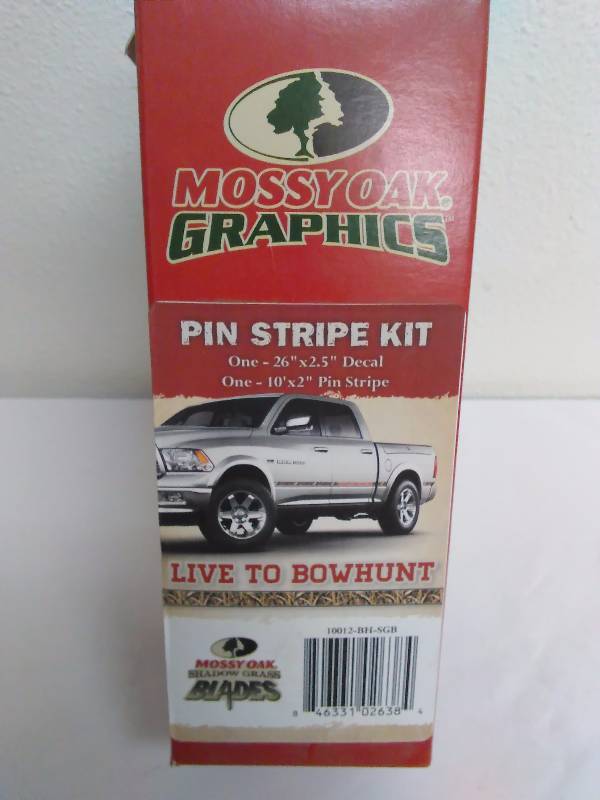 MOSSY OAK®
GRAPHICS™
PIN STRIPE KIT
One - 26"x2.5" Decal
One - 10'x2" Pin Stripe
LIVE TO BOWHUNT
10012-BH-SGB
MOSSY OAK
SHADOW GRASS
BLADES
8 46331 02638 4